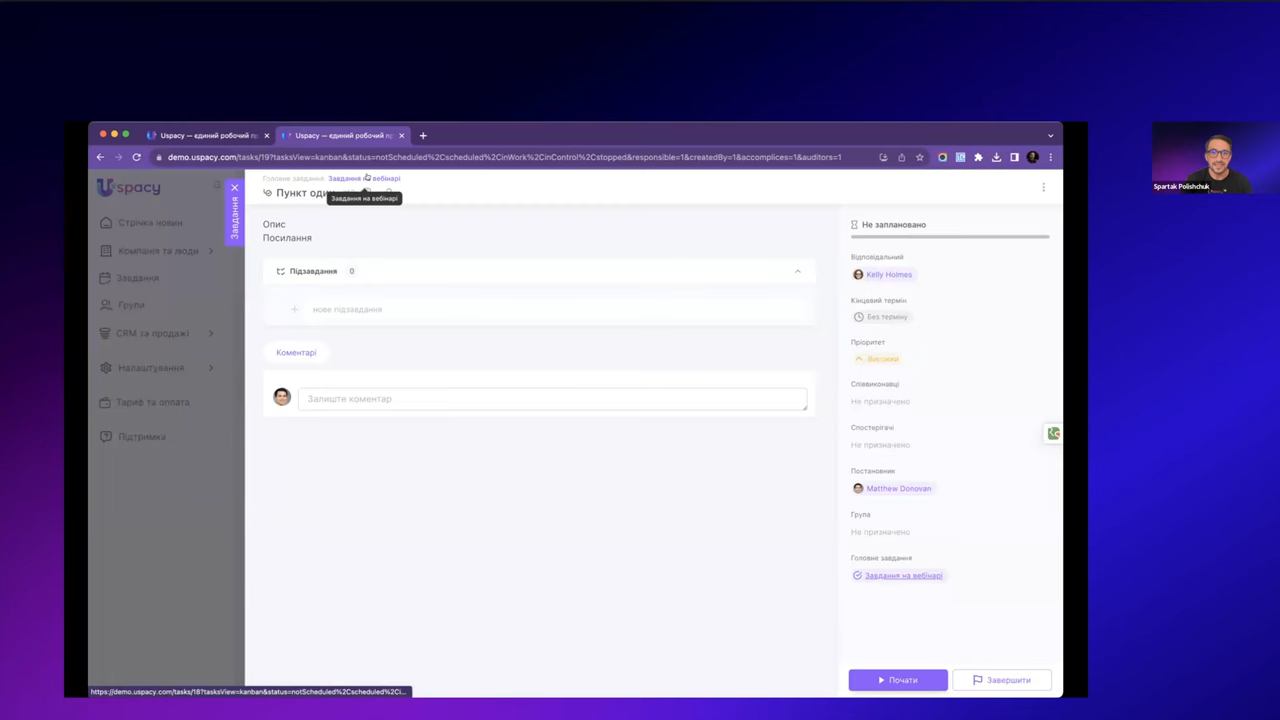 Uspacy — єдиний робочий пр
Uspacy — єдиний робочий пр
demo.uspacy.com/tasks/19?tasksView=kanban&status=notScheduled%2Cscheduled%2CinWork%2CinControl%2Cstopped&responsible=1&createdBy=1&accomplices=1&auditors=1
Uspacy
Стрічка новин
Компанія та люди
Завдання
Групи
CRM та продажі
Налаштування
Тариф та оплата
Підтримка
Завдання
Головне завдання:
Завдання на вебінарі
Пункт один
Завдання на вебінарі
Опис
Посилання
Підзавдання 0
нове підзавдання
Коментарі
Залиште коментар
Не заплановано
Відповідальний
Kelly Holmes
Кінцевий термін
Без терміну
Пріоритет
Високий
Співвиконавці
Не призначено
Спостерігачі
Не призначено
Постановник
Matthew Donovan
Група
Не призначено
Головне завдання
Завдання на вебінарі
Почати
Завершити
https://demo.uspacy.com/tasks/18?tasksView=kanban&status=notScheduled%2Cscheduled%2Ci...
Spartak Polishchuk